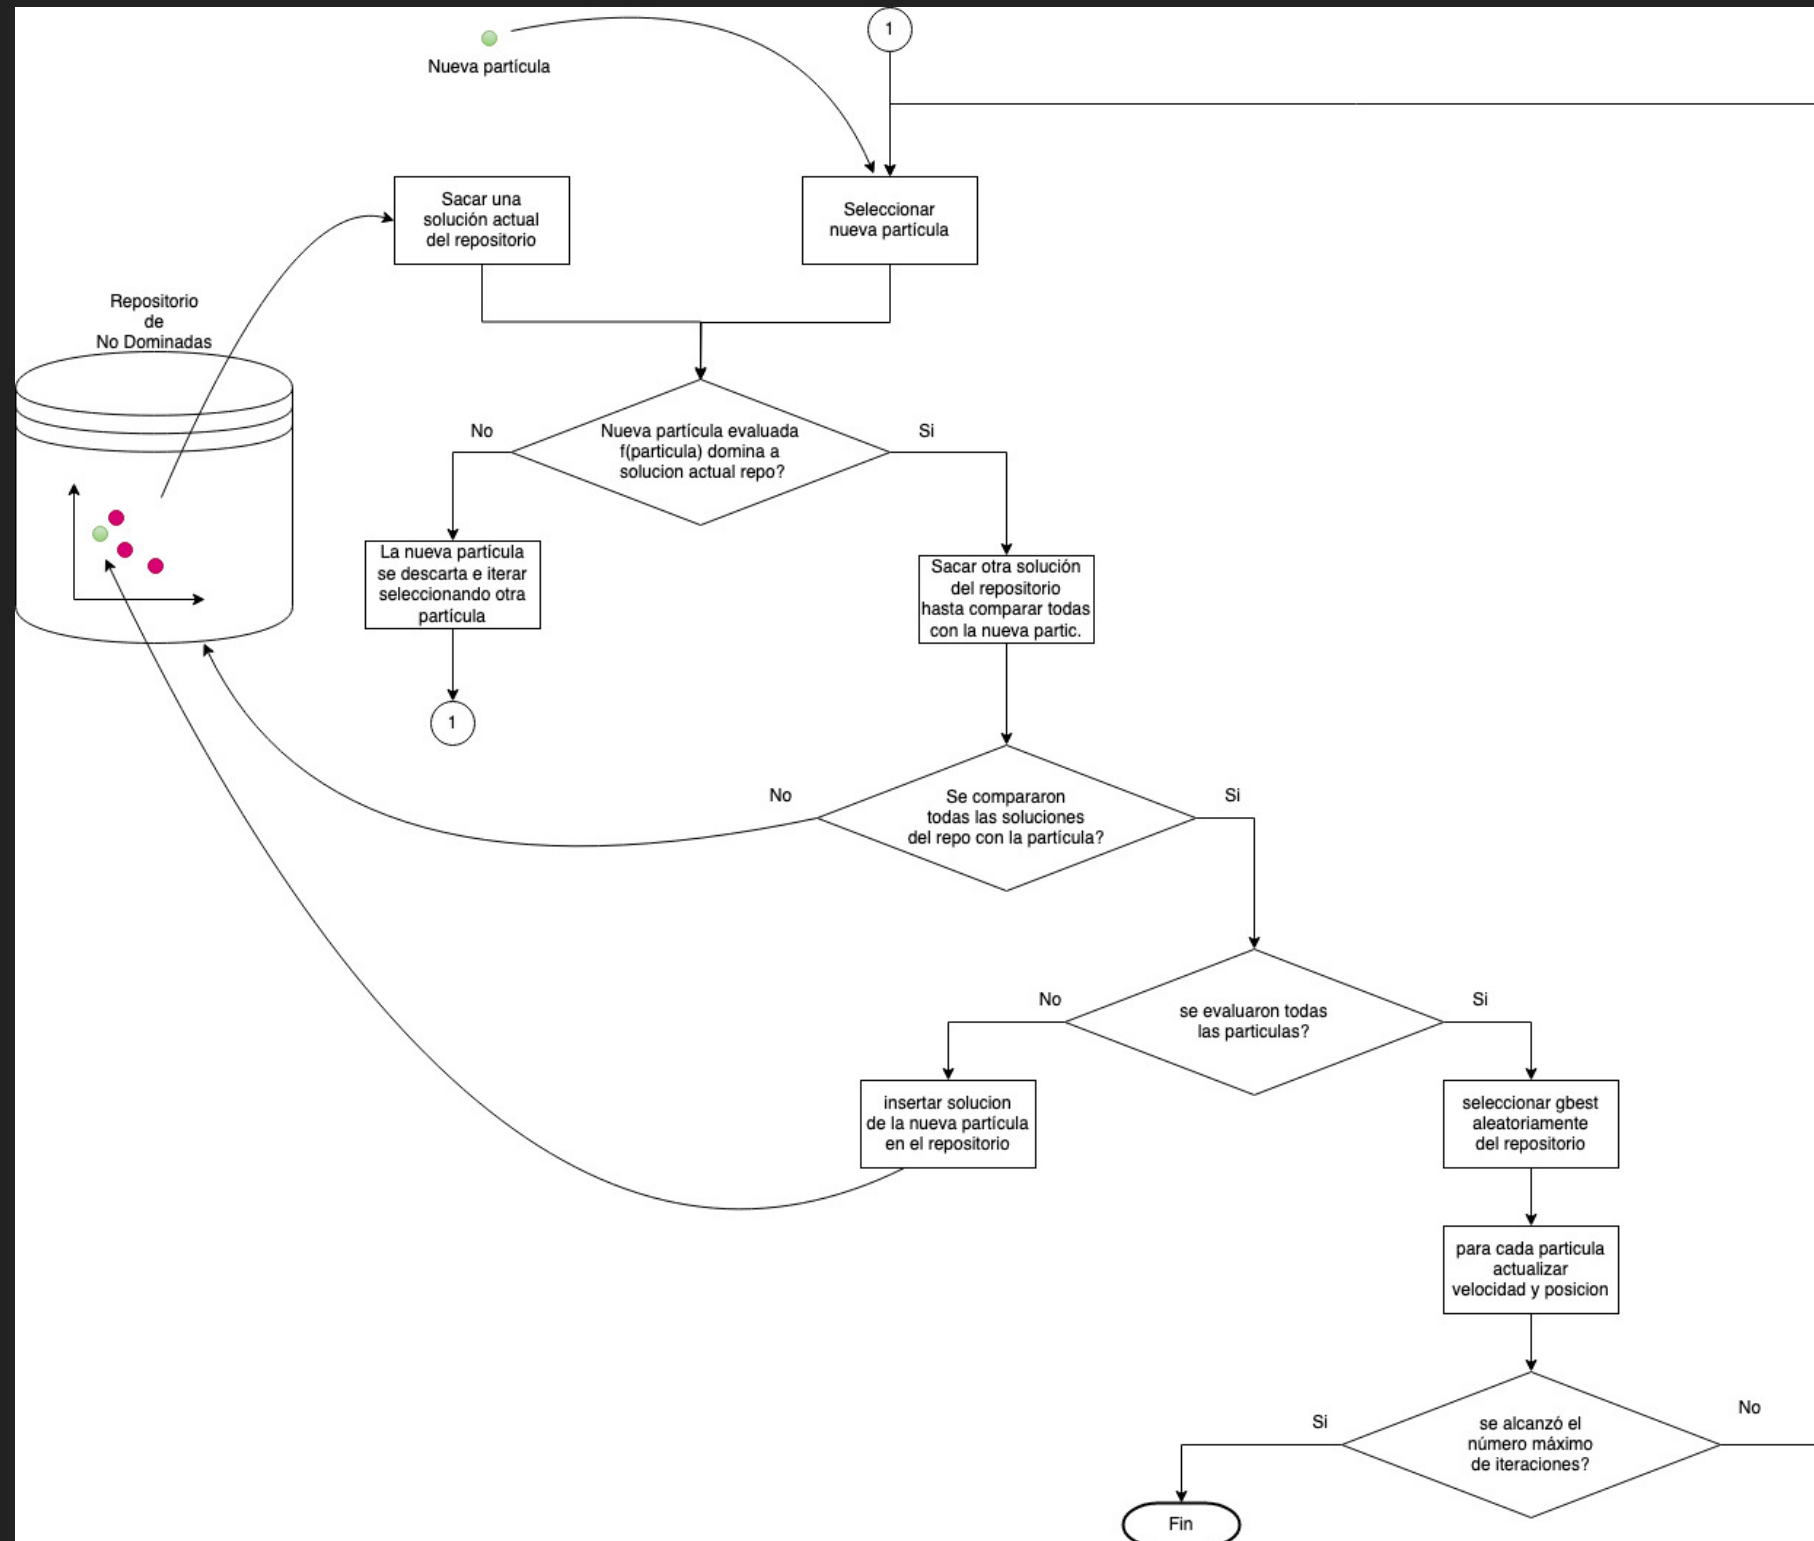 1
Nueva partícula
Sacar una
solución actual
del repositorio
Seleccionar
nueva partícula
Repositorio
de
No Dominadas
No
Nueva partícula evaluada
f(particula) domina a
solucion actual repo?
Si
La nueva partícula
se descarta e iterar
seleccionando otra
partícula
Sacar otra solución
del repositorio
hasta comparar todas
con la nueva partic.
1
No
Se compararon
todas las soluciones
del repo con la partícula?
Si
No
se evaluaron todas
las particulas?
Si
insertar solucion
de la nueva partícula
en el repositorio
seleccionar gbest
aleatoriamente
del repositorio
para cada particula
actualizar
velocidad y posicion
Si
se alcanzó el
número máximo
de iteraciones?
No
Fin